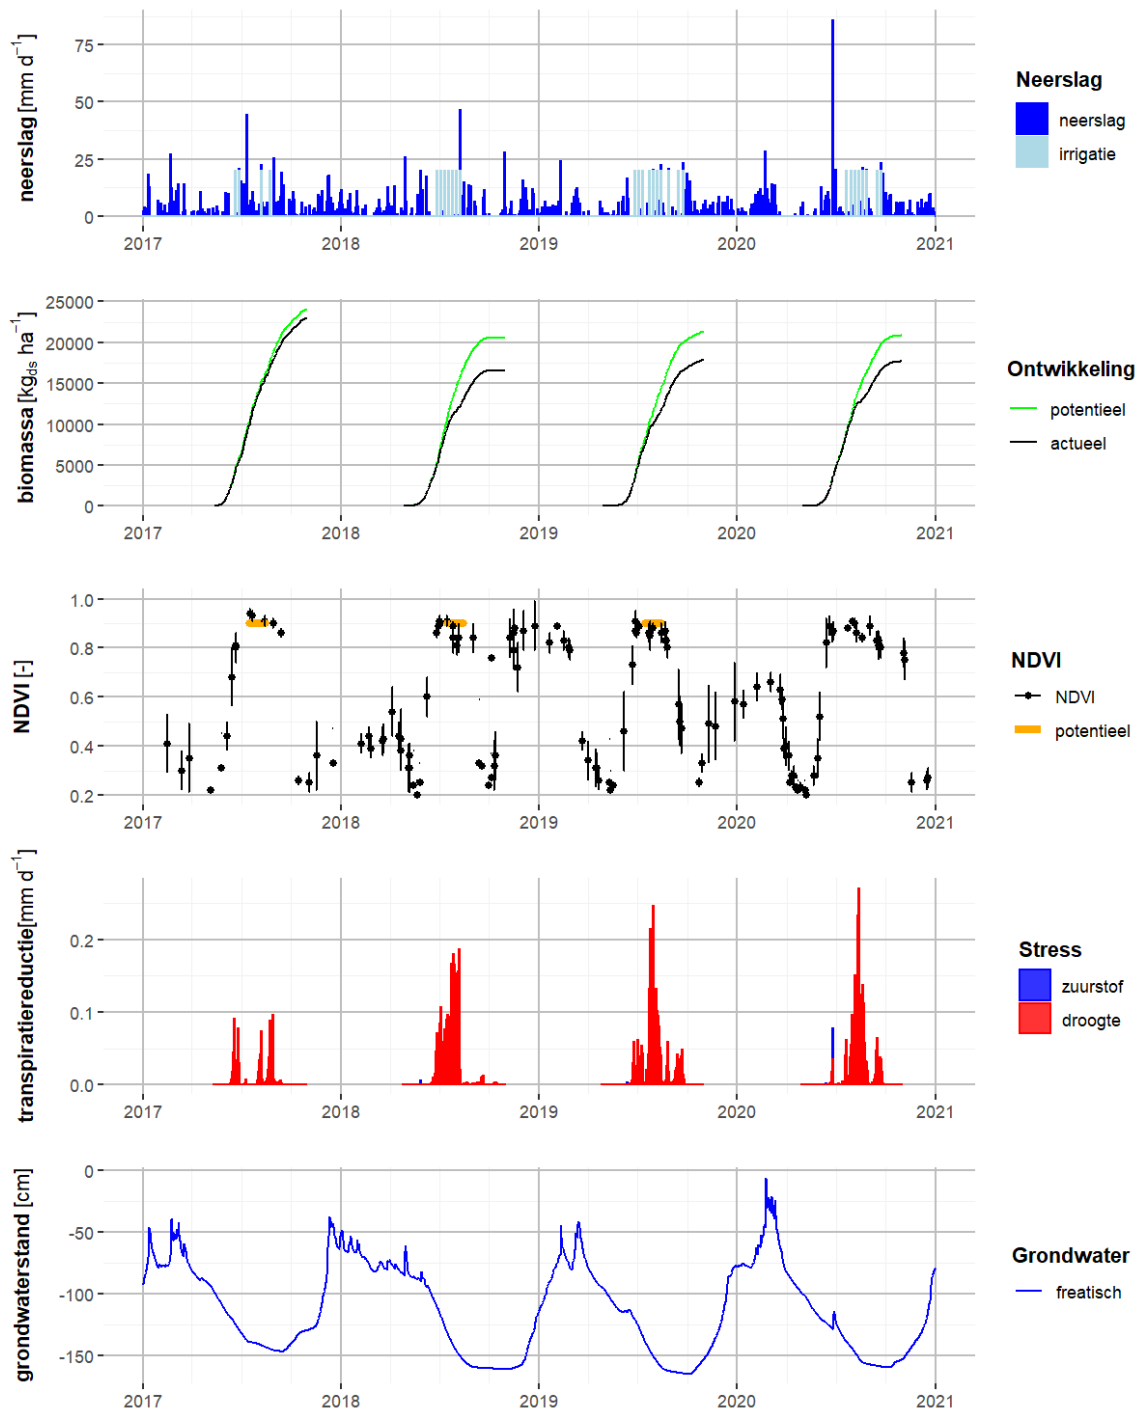 neerslag [mm d⁻¹]
75
50
25
0
2017 2018 2019 2020 2021
Neerslag
neerslag
irrigatie
biomassa [kg_ds ha⁻¹]
25000
20000
15000
10000
5000
0
2017 2018 2019 2020 2021
Ontwikkeling
potentieel
actueel
NDVI [-]
1.0
0.8
0.6
0.4
0.2
2017 2018 2019 2020 2021
NDVI
NDVI
potentieel
transpiratiereductie[mm d⁻¹]
0.2
0.1
0.0
2017 2018 2019 2020 2021
Stress
zuurstof
droogte
grondwaterstand [cm]
0
-50
-100
-150
2017 2018 2019 2020 2021
Grondwater
freatisch